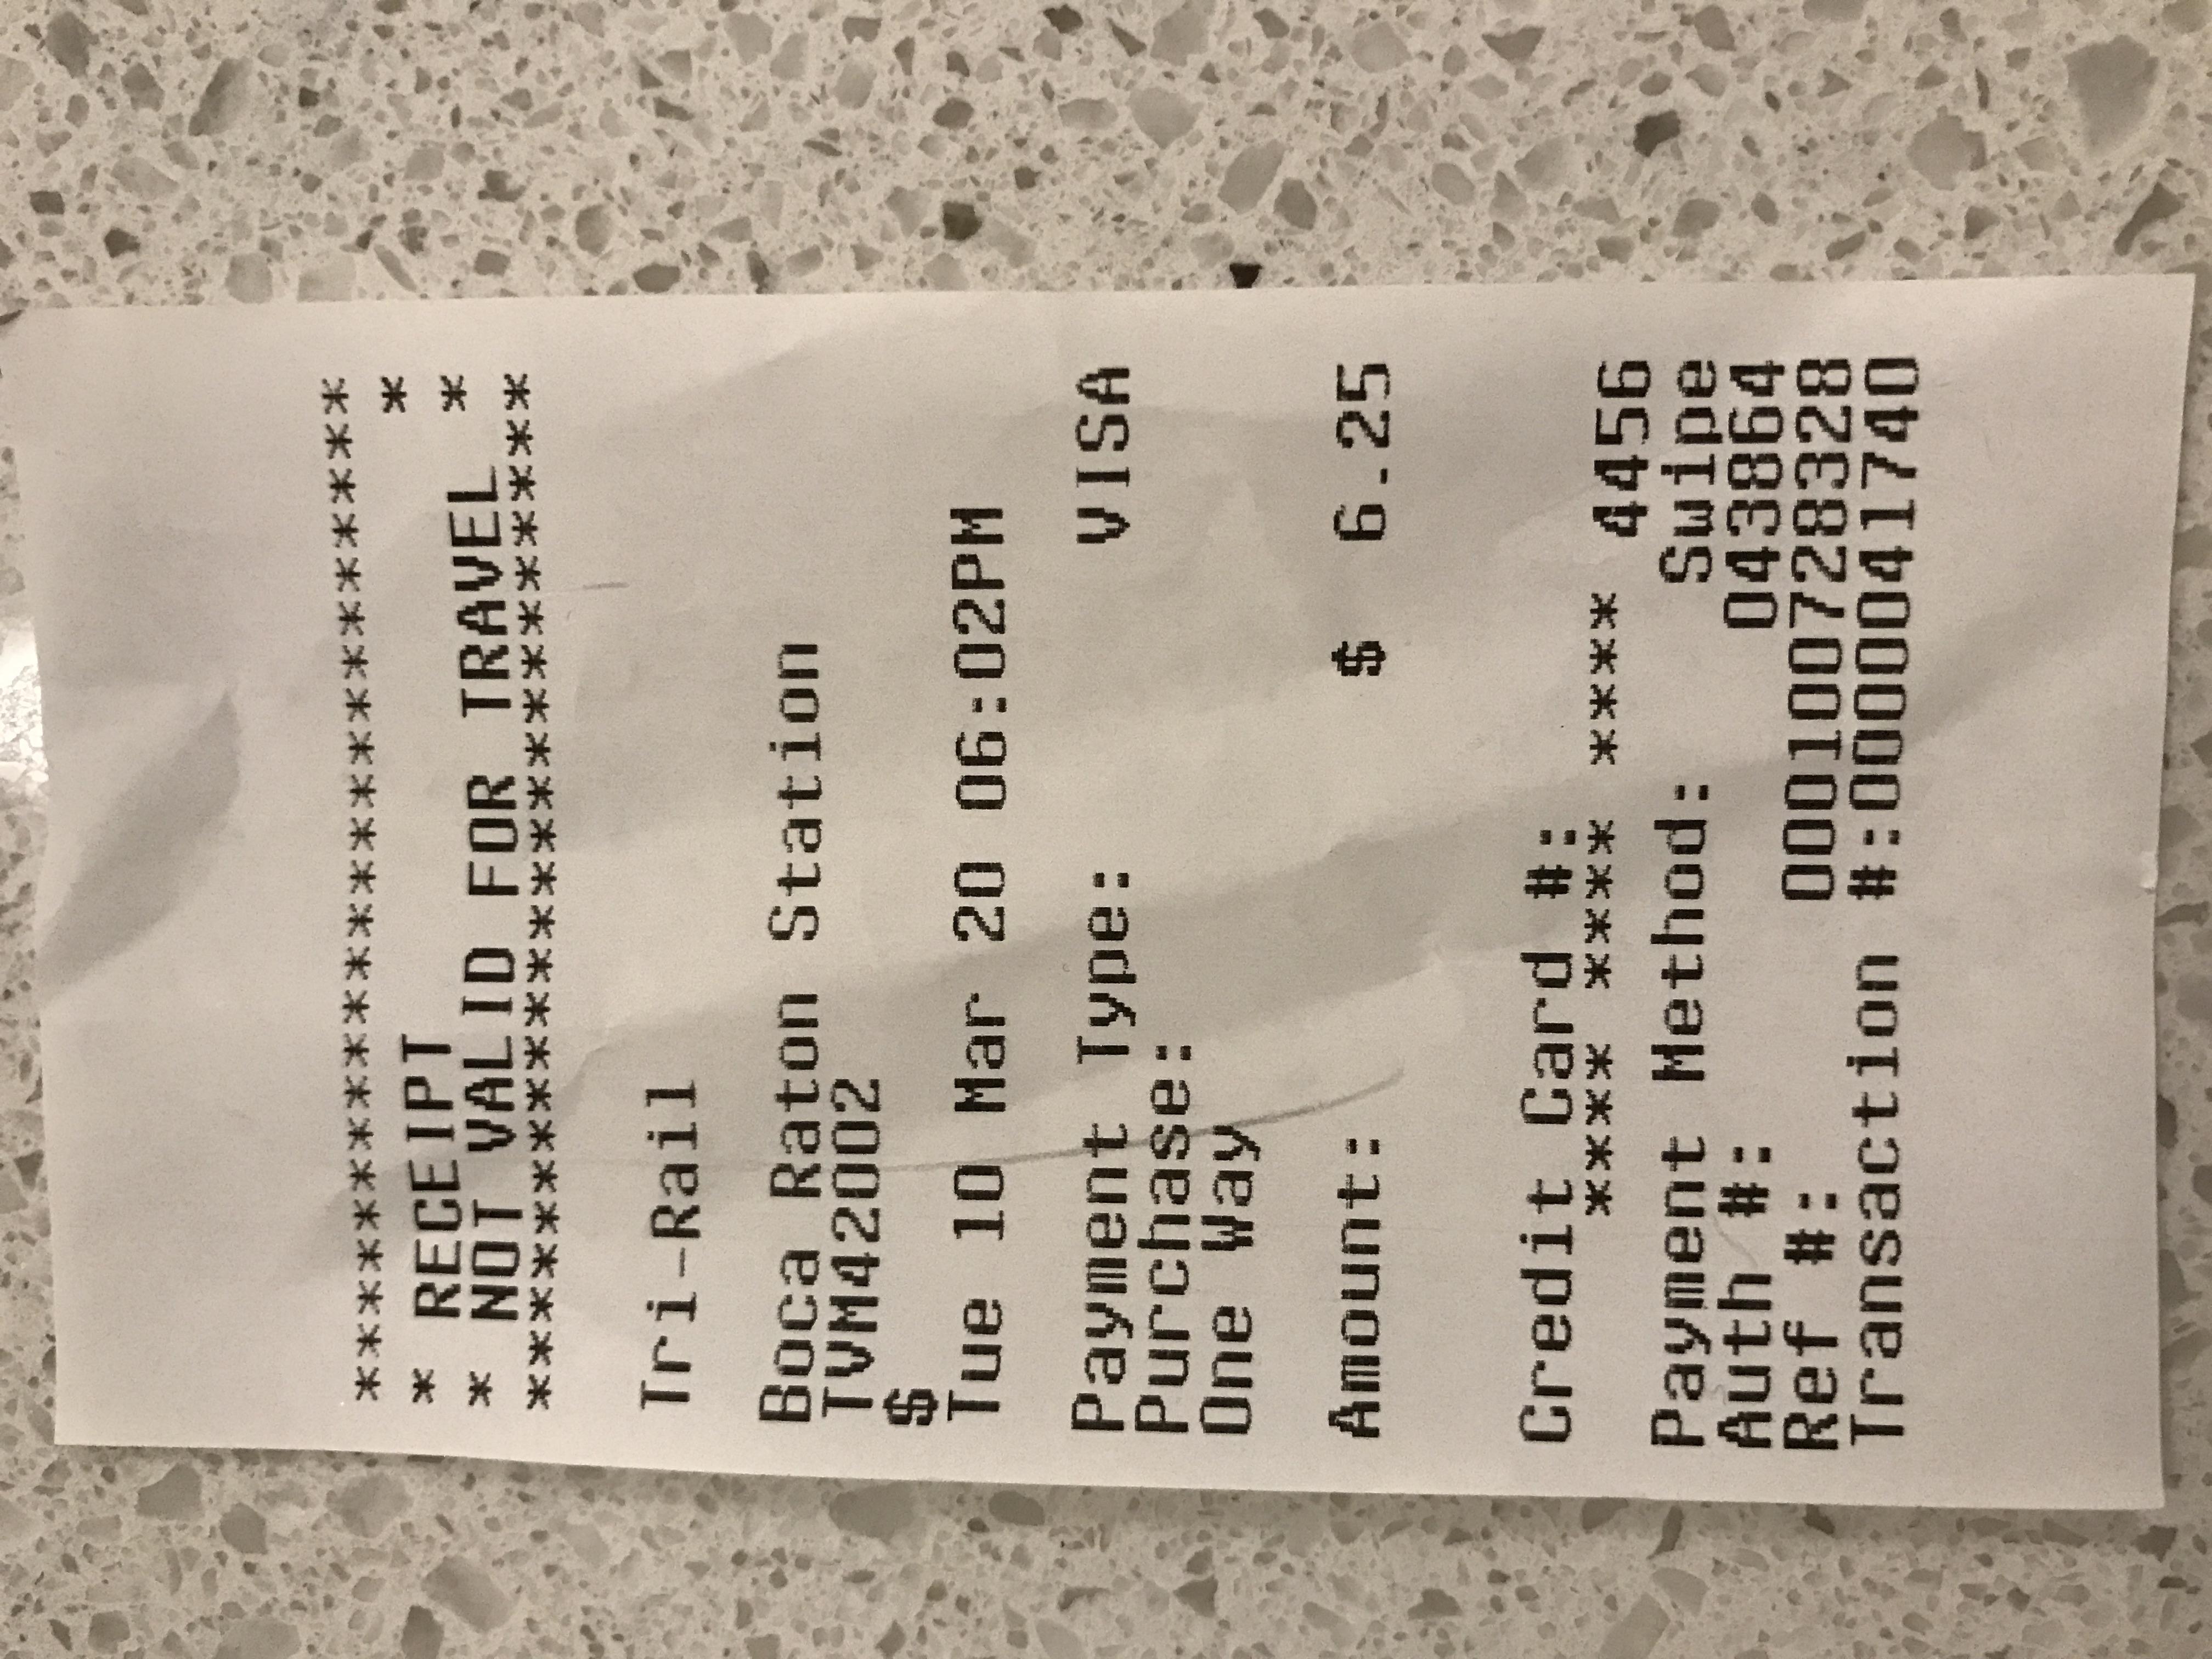 ************************
* RECEIPT *
* NOT VALID FOR TRAVEL *
************************
Tri-Rail
Boca Raton Station
TVM42002
$
Tue 10 Mar 20 06:02PM
Payment Type: VISA
Purchase:
One Way
Amount: $ 6.25
Credit Card #:
**** **** **** 4456
Payment Method: Swipe
Auth #: 043864
Ref #: 000100728328
Transaction #:0000041740